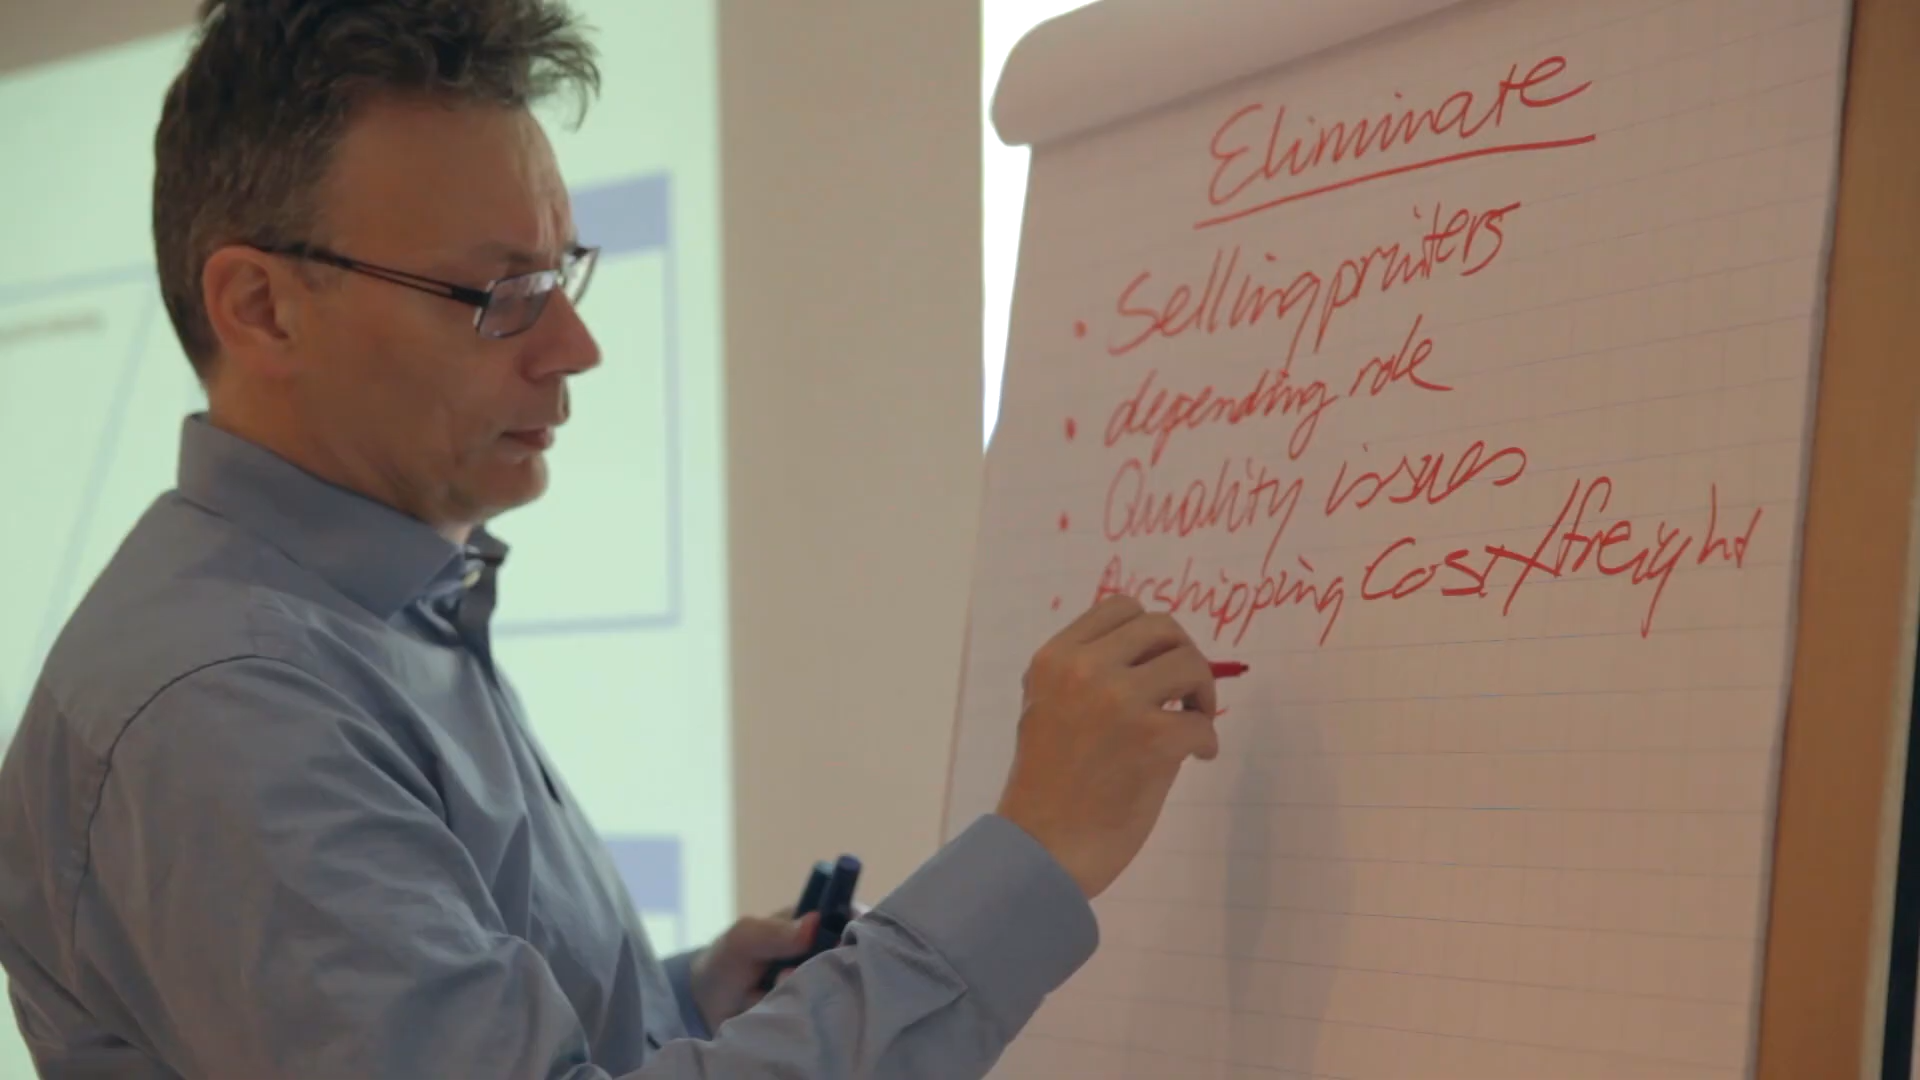 Eliminate
• Selling printers
• depending role
• Quality issues
• Airshipping Cost/freight